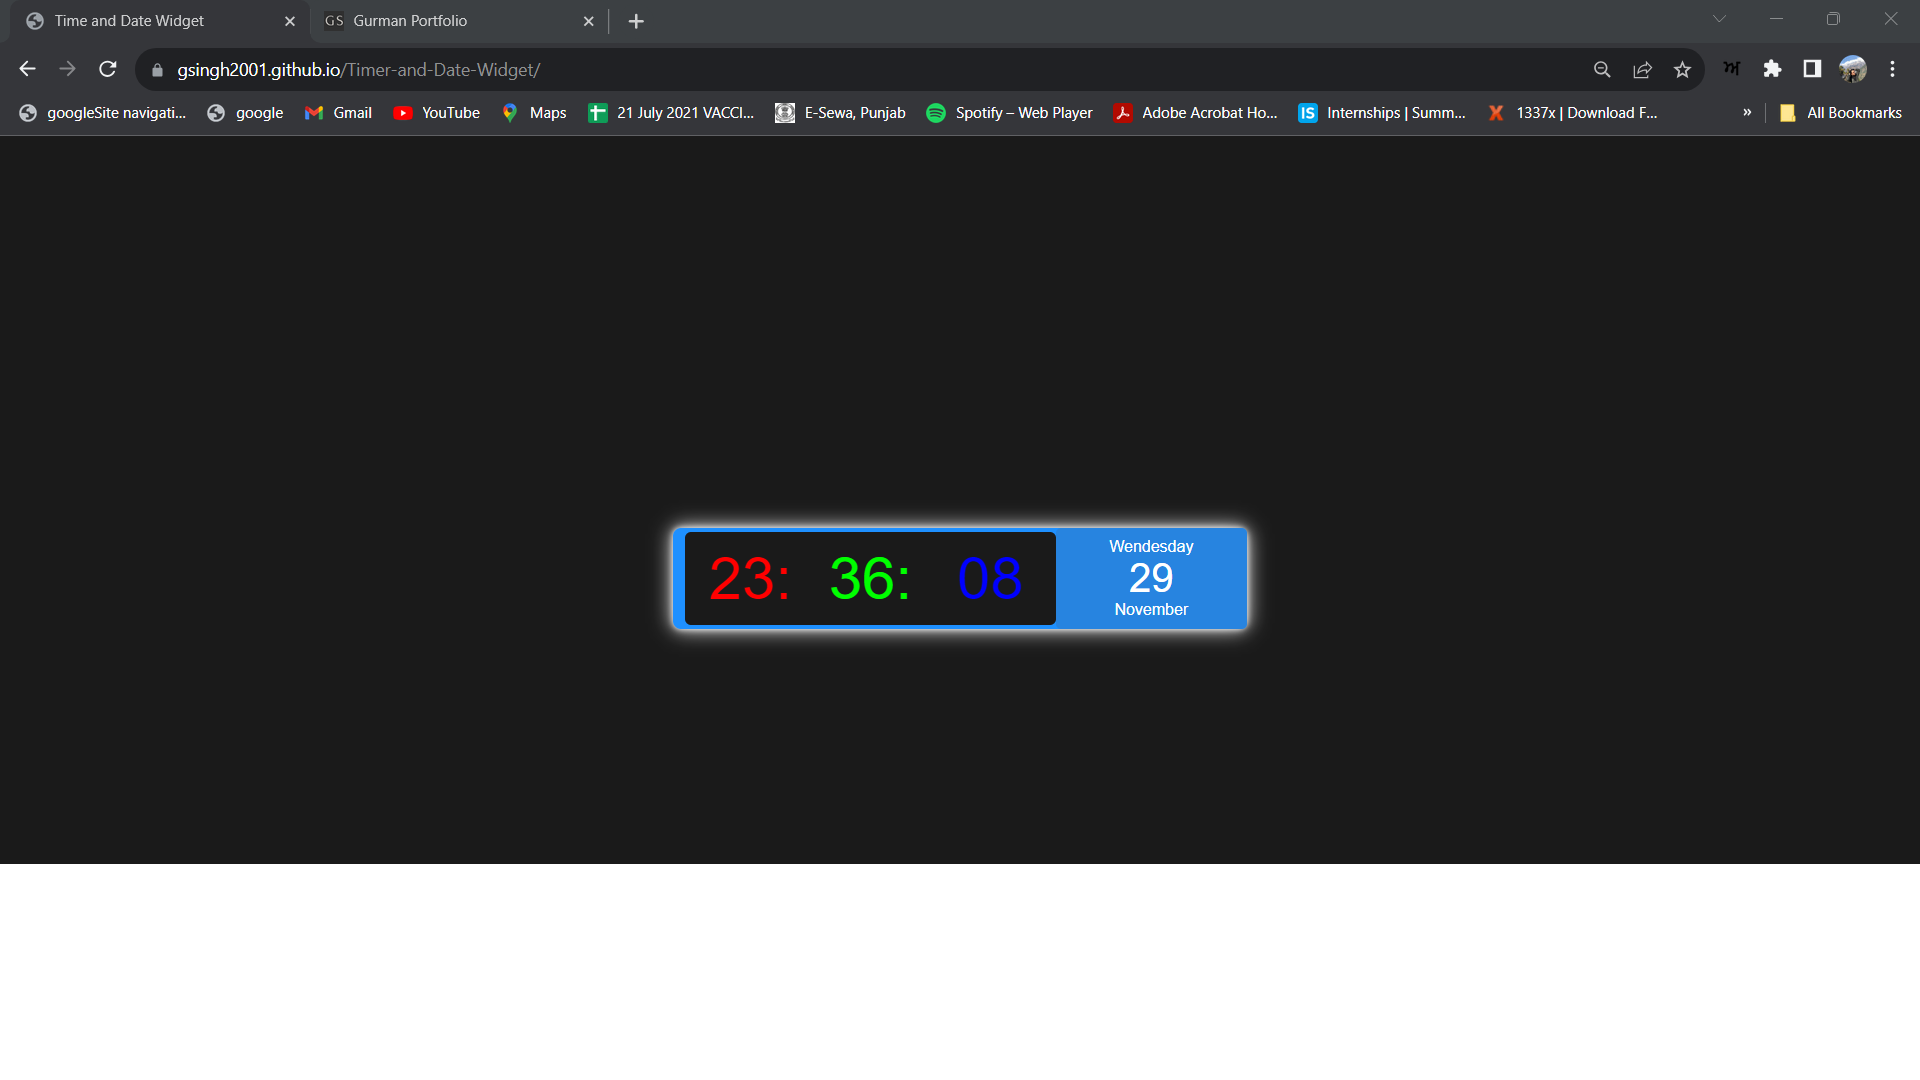 Time and Date Widget
GS Gurman Portfolio
gsingh2001.github.io/Timer-and-Date-Widget/
ਅ
googleSite navigati... google Gmail YouTube Maps 21 July 2021 VACCI... E-Sewa, Punjab Spotify – Web Player Adobe Acrobat Ho... IS Internships | Summ... X 1337x | Download F... » All Bookmarks
23: 36: 08
Wendesday
29
November